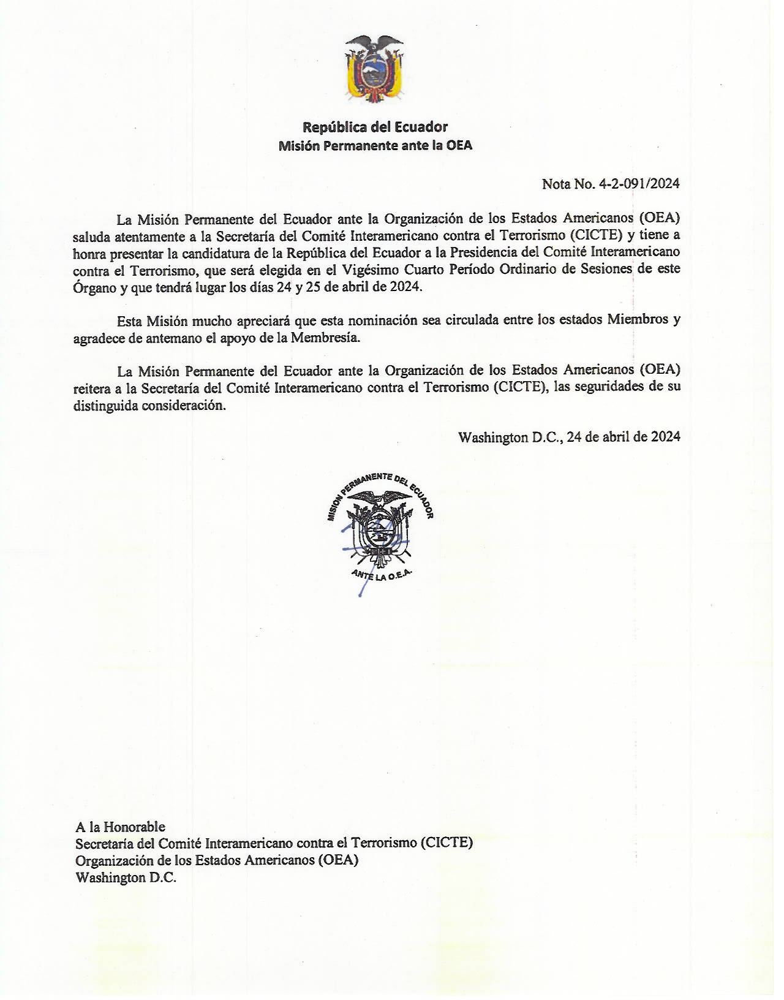 República del Ecuador
Misión Permanente ante la OEA
Nota No. 4-2-091/2024
La Misión Permanente del Ecuador ante la Organización de los Estados Americanos (OEA)
saluda atentamente a la Secretaría del Comité Interamericano contra el Terrorismo (CICTE) y tiene a
honra presentar la candidatura de la República del Ecuador a la Presidencia del Comité Interamericano
contra el Terrorismo, que será elegida en el Vigésimo Cuarto Período Ordinario de Sesiones de este
Órgano y que tendrá lugar los días 24 y 25 de abril de 2024.
Esta Misión mucho apreciará que esta nominación sea circulada entre los estados Miembros y
agradece de antemano el apoyo de la Membresía.
La Misión Permanente del Ecuador ante la Organización de los Estados Americanos (OEA)
reitera a la Secretaría del Comité Interamericano contra el Terrorismo (CICTE), las seguridades de su
distinguida consideración.
Washington D.C., 24 de abril de 2024
MISION PERMANENTE DEL ECUADOR
ANTE LA O.E.A.
A la Honorable
Secretaría del Comité Interamericano contra el Terrorismo (CICTE)
Organización de los Estados Americanos (OEA)
Washington D.C.